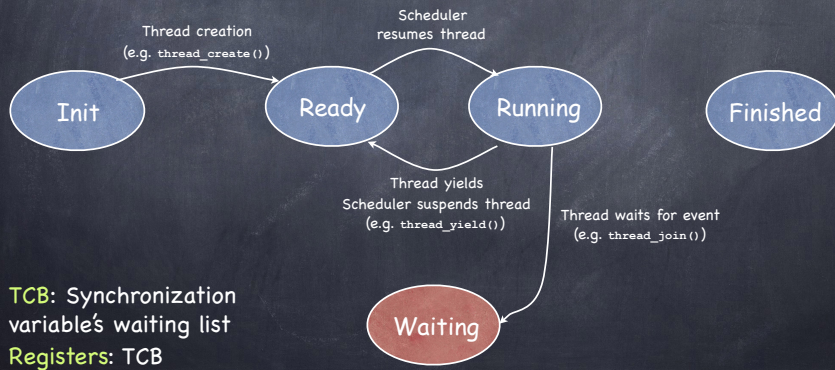 Scheduler
resumes thread
Thread creation
(e.g. thread_create())
Init
Ready
Running
Finished
Thread yields
Scheduler suspends thread
(e.g. thread_yield())
Thread waits for event
(e.g. thread_join())
TCB: Synchronization
variable's waiting list
Registers: TCB
Waiting